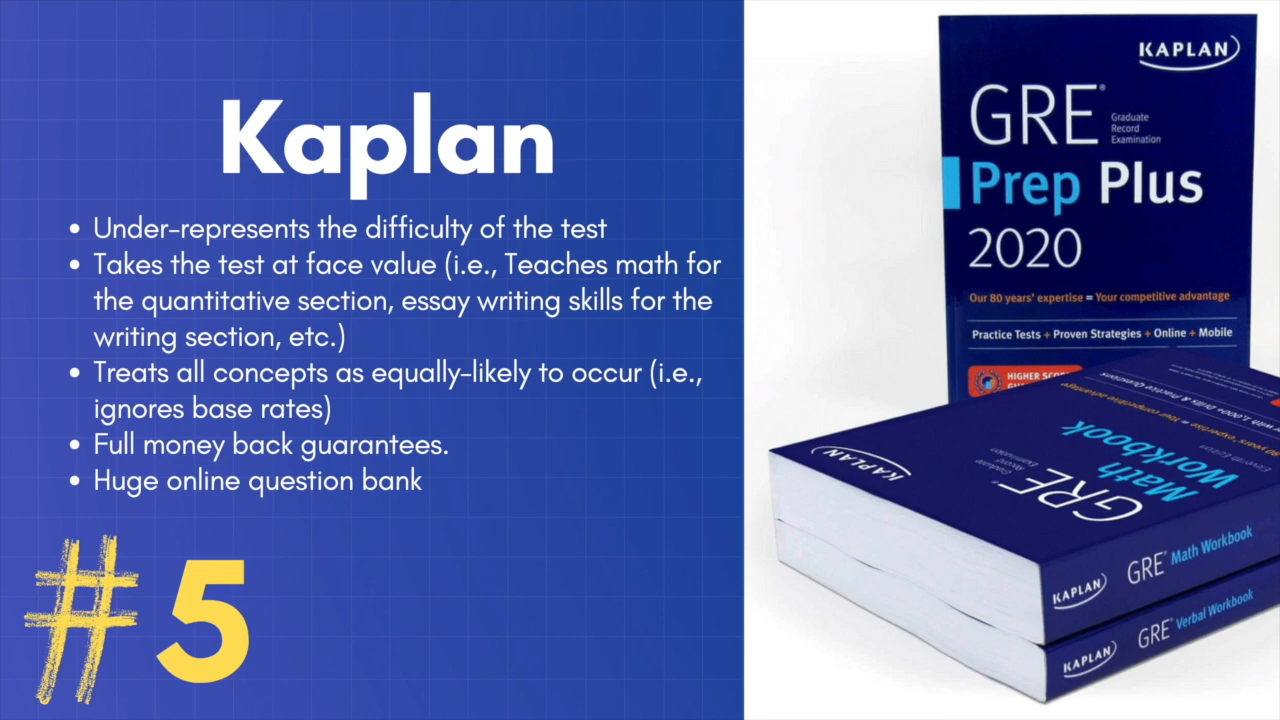 Kaplan
• Under-represents the difficulty of the test
• Takes the test at face value (i.e., Teaches math for
the quantitative section, essay writing skills for the
writing section, etc.)
• Treats all concepts as equally-likely to occur (i.e.,
ignores base rates)
• Full money back guarantees.
• Huge online question bank
#5
KAPLAN
GRE®
Graduate
Record
Examination
Prep Plus
2020
Our 80 years' expertise = Your competitive advantage
Practice Tests + Proven Strategies + Online + Mobile
HIGHER
KAPLAN
GRE®
Graduate
Record
Examination
Math
Workbook
KAPLAN
GRE® Math Workbook
KAPLAN
GRE® Verbal Workbook